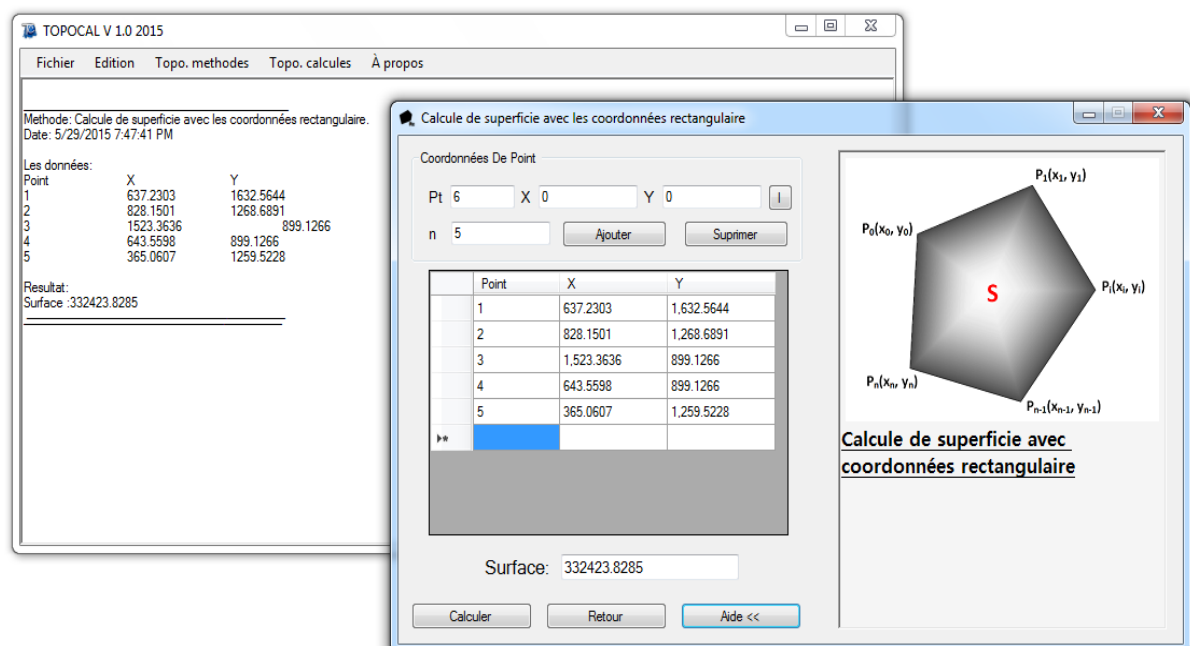 TOPOCAL V 1.0 2015
Fichier Edition Topo. methodes Topo. calcules À propos
Methode: Calcule de superficie avec les coordonnées rectangulaire.
Date: 5/29/2015 7:47:41 PM
Les données:
Point X Y
1 637.2303 1632.5644
2 828.1501 1268.6891
3 1523.3636 899.1266
4 643.5598 899.1266
5 365.0607 1259.5228
Resultat:
Surface :332423.8285
Calcule de superficie avec les coordonnées rectangulaire
Coordonnées De Point
Pt 6 X 0 Y 0 I
n 5 Ajouter Suprimer
Point X Y
1 637.2303 1,632.5644
2 828.1501 1,268.6891
3 1,523.3636 899.1266
4 643.5598 899.1266
5 365.0607 1,259.5228
Surface: 332423.8285
Calculer Retour Aide <<
P1(x1, y1)
P0(x0, y0)
S
Pi(xi, yi)
Pn(xn, yn)
Pn-1(xn-1, yn-1)
Calcule de superficie avec
coordonnées rectangulaire